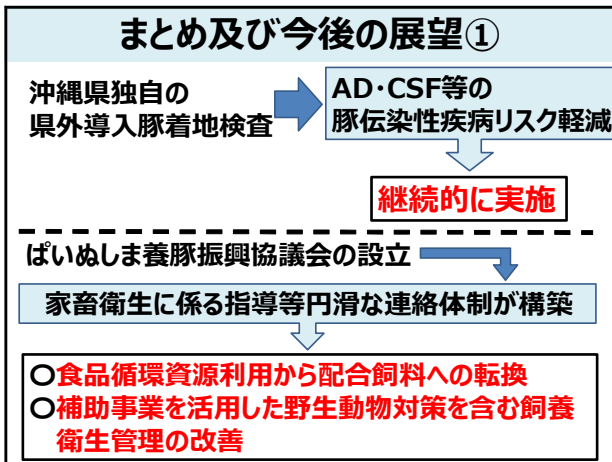 まとめ及び今後の展望①
沖縄県独自の
県外導入豚着地検査
AD・CSF等の
豚伝染性疾病リスク軽減
継続的に実施
ぱいぬしま養豚振興協議会の設立
家畜衛生に係る指導等円滑な連絡体制が構築
〇食品循環資源利用から配合飼料への転換
〇補助事業を活用した野生動物対策を含む飼養
衛生管理の改善